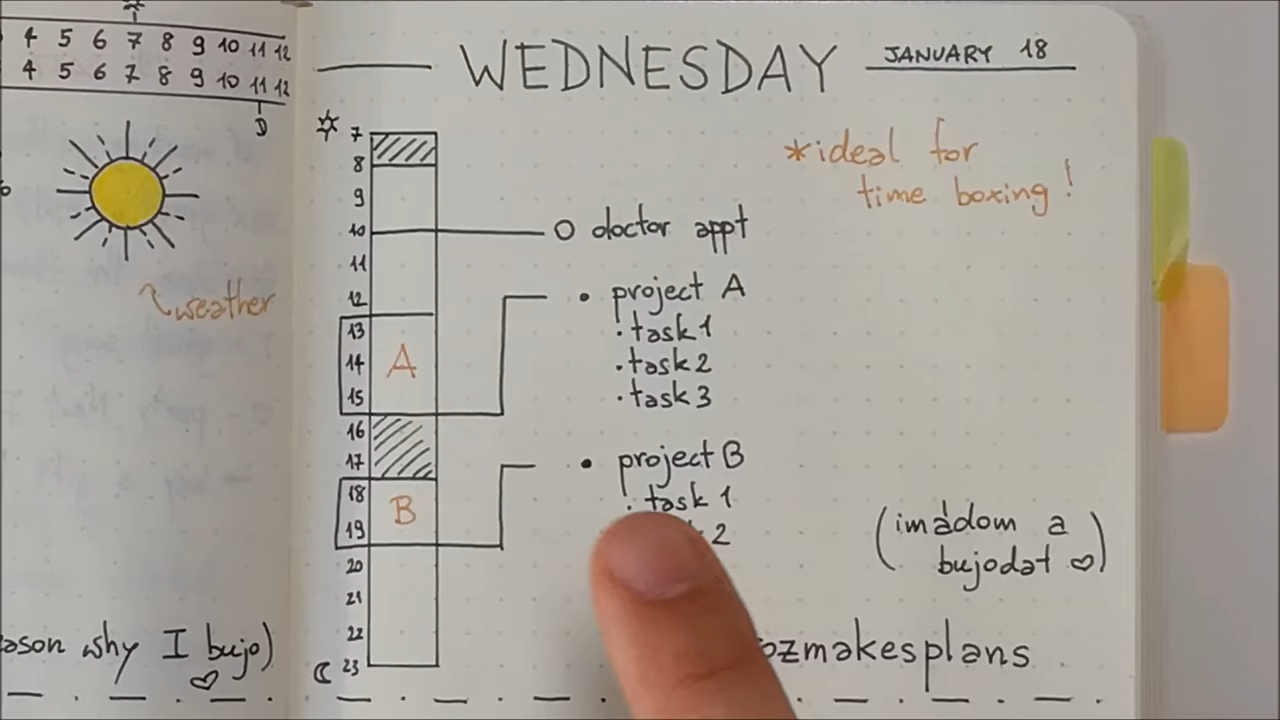 4 5 6 7 8 9 10 11 12
4 5 6 7 8 9 10 11 12
weather
ason why I bujo)
WEDNESDAY JANUARY 18
*ideal for
time boxing!
7
8
9
10
11
12
13
14
15
16
17
18
19
20
21
22
23
A
B
O doctor appt
• project A
· task 1
· task 2
· task 3
• project B
· task 1
2
(imádom a
bujodat ♡)
ozmakesplans